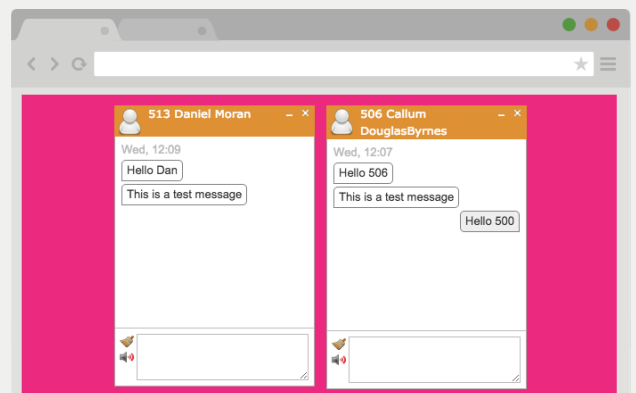 513 Daniel Moran
Wed, 12:09
Hello Dan
This is a test message
506 Callum
DouglasByrnes
Wed, 12:07
Hello 506
This is a test message
Hello 500